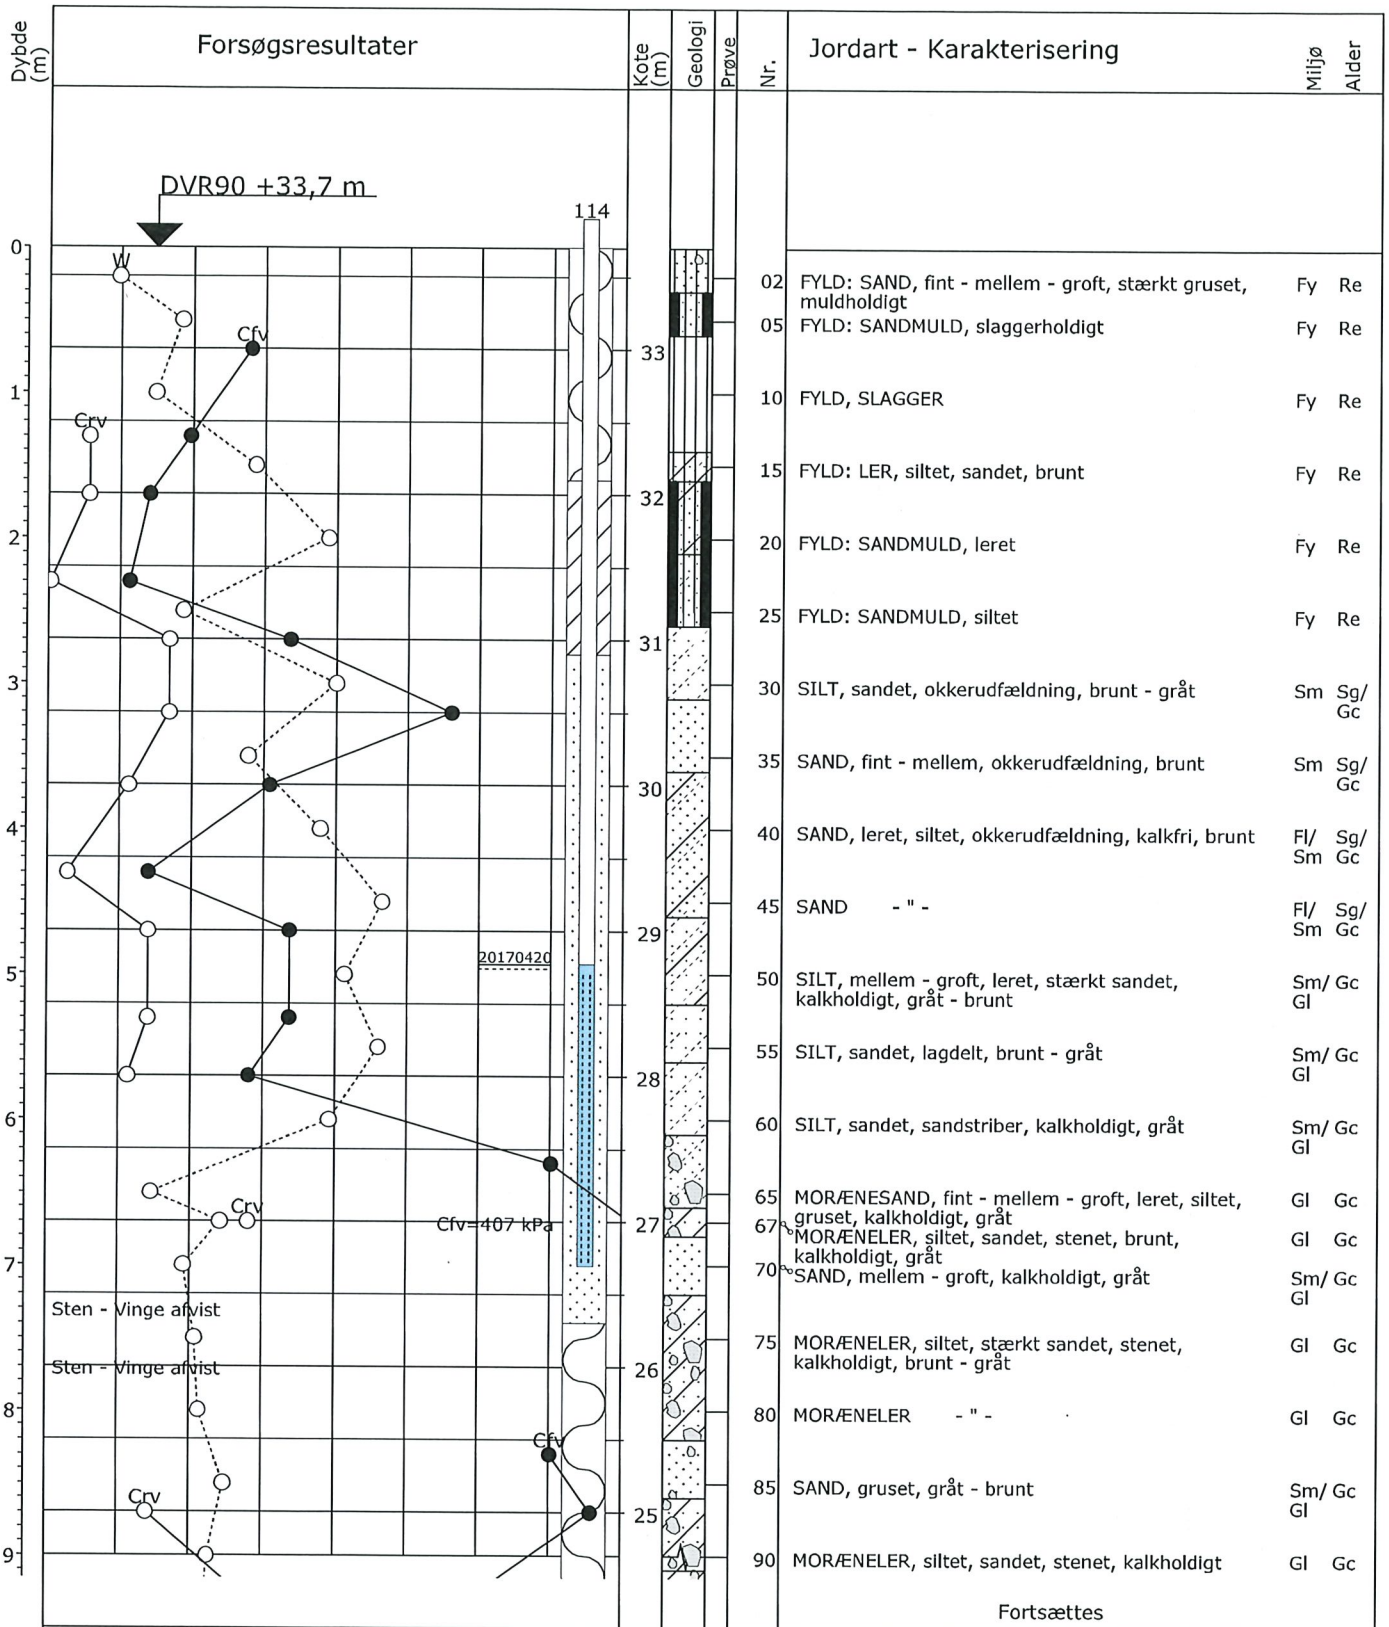 Dybde
(m)
Forsøgsresultater
Kote
(m)
Geologi
Prøve
Nr.
Jordart - Karakterisering
Miljø
Alder
DVR90 +33,7 m
114
0
W
02 FYLD: SAND, fint - mellem - groft, stærkt gruset, Fy Re
muldholdigt
05 FYLD: SANDMULD, slaggerholdigt Fy Re
Cfv
33
1
10 FYLD, SLAGGER Fy Re
Crv
15 FYLD: LER, siltet, sandet, brunt Fy Re
32
2
20 FYLD: SANDMULD, leret Fy Re
25 FYLD: SANDMULD, siltet Fy Re
31
3
30 SILT, sandet, okkerudfældning, brunt - gråt Sm Sg/
Gc
35 SAND, fint - mellem, okkerudfældning, brunt Sm Sg/
Gc
30
4
40 SAND, leret, siltet, okkerudfældning, kalkfri, brunt Fl/ Sg/
Sm Gc
45 SAND - " - Fl/ Sg/
Sm Gc
29
20170420
5
50 SILT, mellem - groft, leret, stærkt sandet, Sm/ Gc
kalkholdigt, gråt - brunt Gl
55 SILT, sandet, lagdelt, brunt - gråt Sm/ Gc
Gl
28
6
60 SILT, sandet, sandstriber, kalkholdigt, gråt Sm/ Gc
Gl
65 MORÆNESAND, fint - mellem - groft, leret, siltet, Gl Gc
gruset, kalkholdigt, gråt
Crv
Cfv=407 kPa
27
67 MORÆNELER, siltet, sandet, stenet, brunt, Gl Gc
kalkholdigt, gråt
7
70 SAND, mellem - groft, kalkholdigt, gråt Sm/ Gc
Gl
Sten - Vinge afvist
75 MORÆNELER, siltet, stærkt sandet, stenet, Gl Gc
kalkholdigt, brunt - gråt
Sten - Vinge afvist
26
8
80 MORÆNELER - " - Gl Gc
Cfv
85 SAND, gruset, gråt - brunt Sm/ Gc
Gl
Crv
25
9
90 MORÆNELER, siltet, sandet, stenet, kalkholdigt Gl Gc
Fortsættes